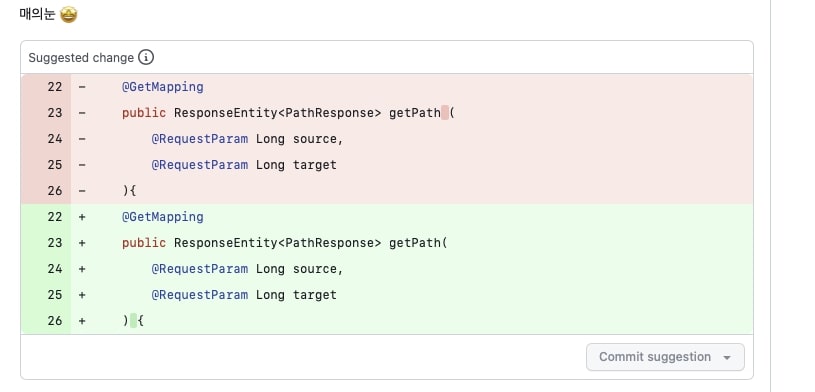 매의눈 🤩
Suggested change
22 - @GetMapping
23 - public ResponseEntity<PathResponse> getPath (
24 - @RequestParam Long source,
25 - @RequestParam Long target
26 - ){
22 + @GetMapping
23 + public ResponseEntity<PathResponse> getPath(
24 + @RequestParam Long source,
25 + @RequestParam Long target
26 + ) {
Commit suggestion